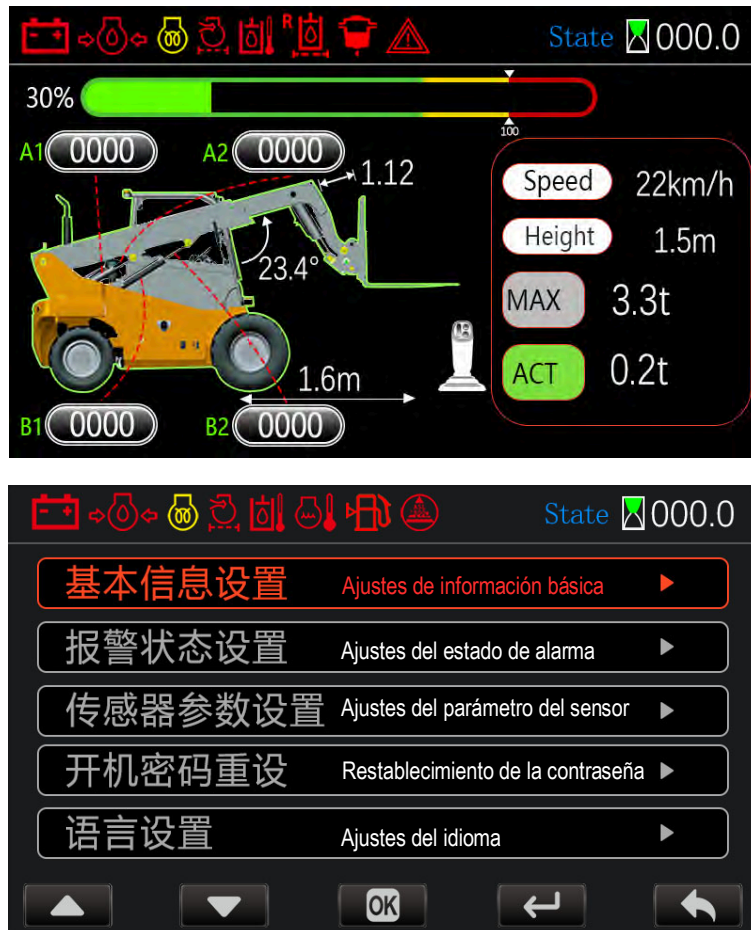 R
State 000.0
30%
100
A1 0000
A2 0000
1.12
Speed 22km/h
Height 1.5m
23.4°
MAX 3.3t
ACT 0.2t
1.6m
B1 0000
B2 0000
State 000.0
基本信息设置 Ajustes de información básica
报警状态设置 Ajustes del estado de alarma
传感器参数设置 Ajustes del parámetro del sensor
开机密码重设 Restablecimiento de la contraseña
语言设置 Ajustes del idioma
OK